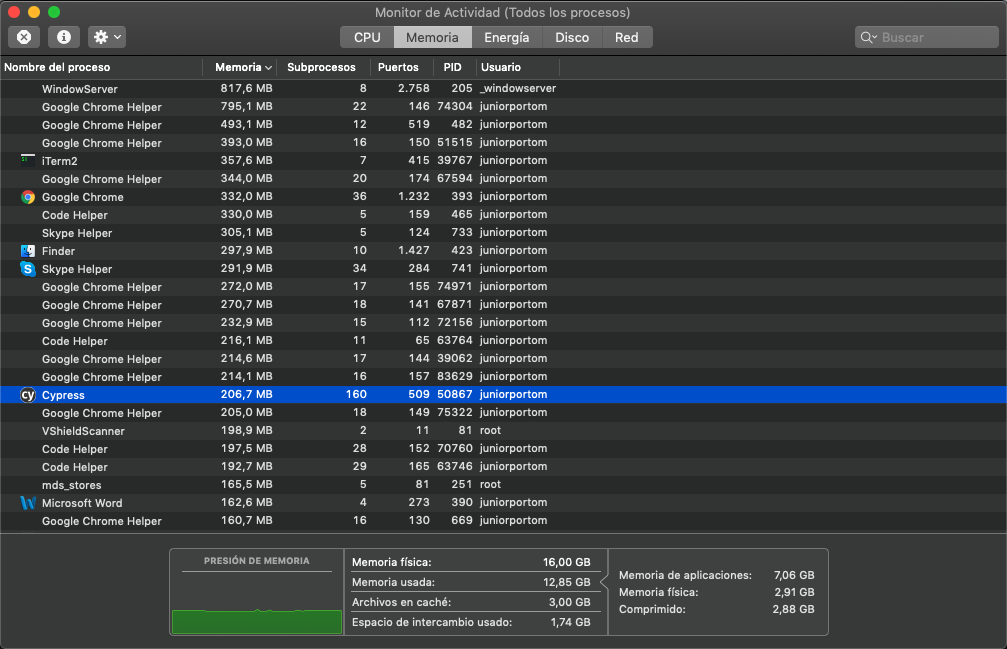 Monitor de Actividad (Todos los procesos)
CPU Memoria Energía Disco Red Buscar
Nombre del proceso Memoria Subprocesos Puertos PID Usuario
WindowServer 817,6 MB 8 2.758 205 _windowserver
Google Chrome Helper 795,1 MB 22 146 74304 juniorportom
Google Chrome Helper 493,1 MB 12 519 482 juniorportom
Google Chrome Helper 393,0 MB 16 150 51515 juniorportom
iTerm2 357,6 MB 7 415 39767 juniorportom
Google Chrome Helper 344,0 MB 20 174 67594 juniorportom
Google Chrome 332,0 MB 36 1.232 393 juniorportom
Code Helper 330,0 MB 5 159 465 juniorportom
Skype Helper 305,1 MB 5 124 733 juniorportom
Finder 297,9 MB 10 1.427 423 juniorportom
S Skype Helper 291,9 MB 34 284 741 juniorportom
Google Chrome Helper 272,0 MB 17 155 74971 juniorportom
Google Chrome Helper 270,7 MB 18 141 67871 juniorportom
Google Chrome Helper 232,9 MB 15 112 72156 juniorportom
Code Helper 216,1 MB 11 65 63764 juniorportom
Google Chrome Helper 214,6 MB 17 144 39062 juniorportom
Google Chrome Helper 214,1 MB 16 157 83629 juniorportom
cy Cypress 206,7 MB 160 509 50867 juniorportom
Google Chrome Helper 205,0 MB 18 149 75322 juniorportom
VShieldScanner 198,9 MB 2 11 81 root
Code Helper 197,5 MB 28 152 70760 juniorportom
Code Helper 192,7 MB 29 165 63746 juniorportom
mds_stores 165,5 MB 5 81 251 root
W Microsoft Word 162,6 MB 4 273 390 juniorportom
Google Chrome Helper 160,7 MB 16 130 669 juniorportom
PRESIÓN DE MEMORIA
Memoria física: 16,00 GB
Memoria usada: 12,85 GB
Archivos en caché: 3,00 GB
Espacio de intercambio usado: 1,74 GB
Memoria de aplicaciones: 7,06 GB
Memoria física: 2,91 GB
Comprimido: 2,88 GB